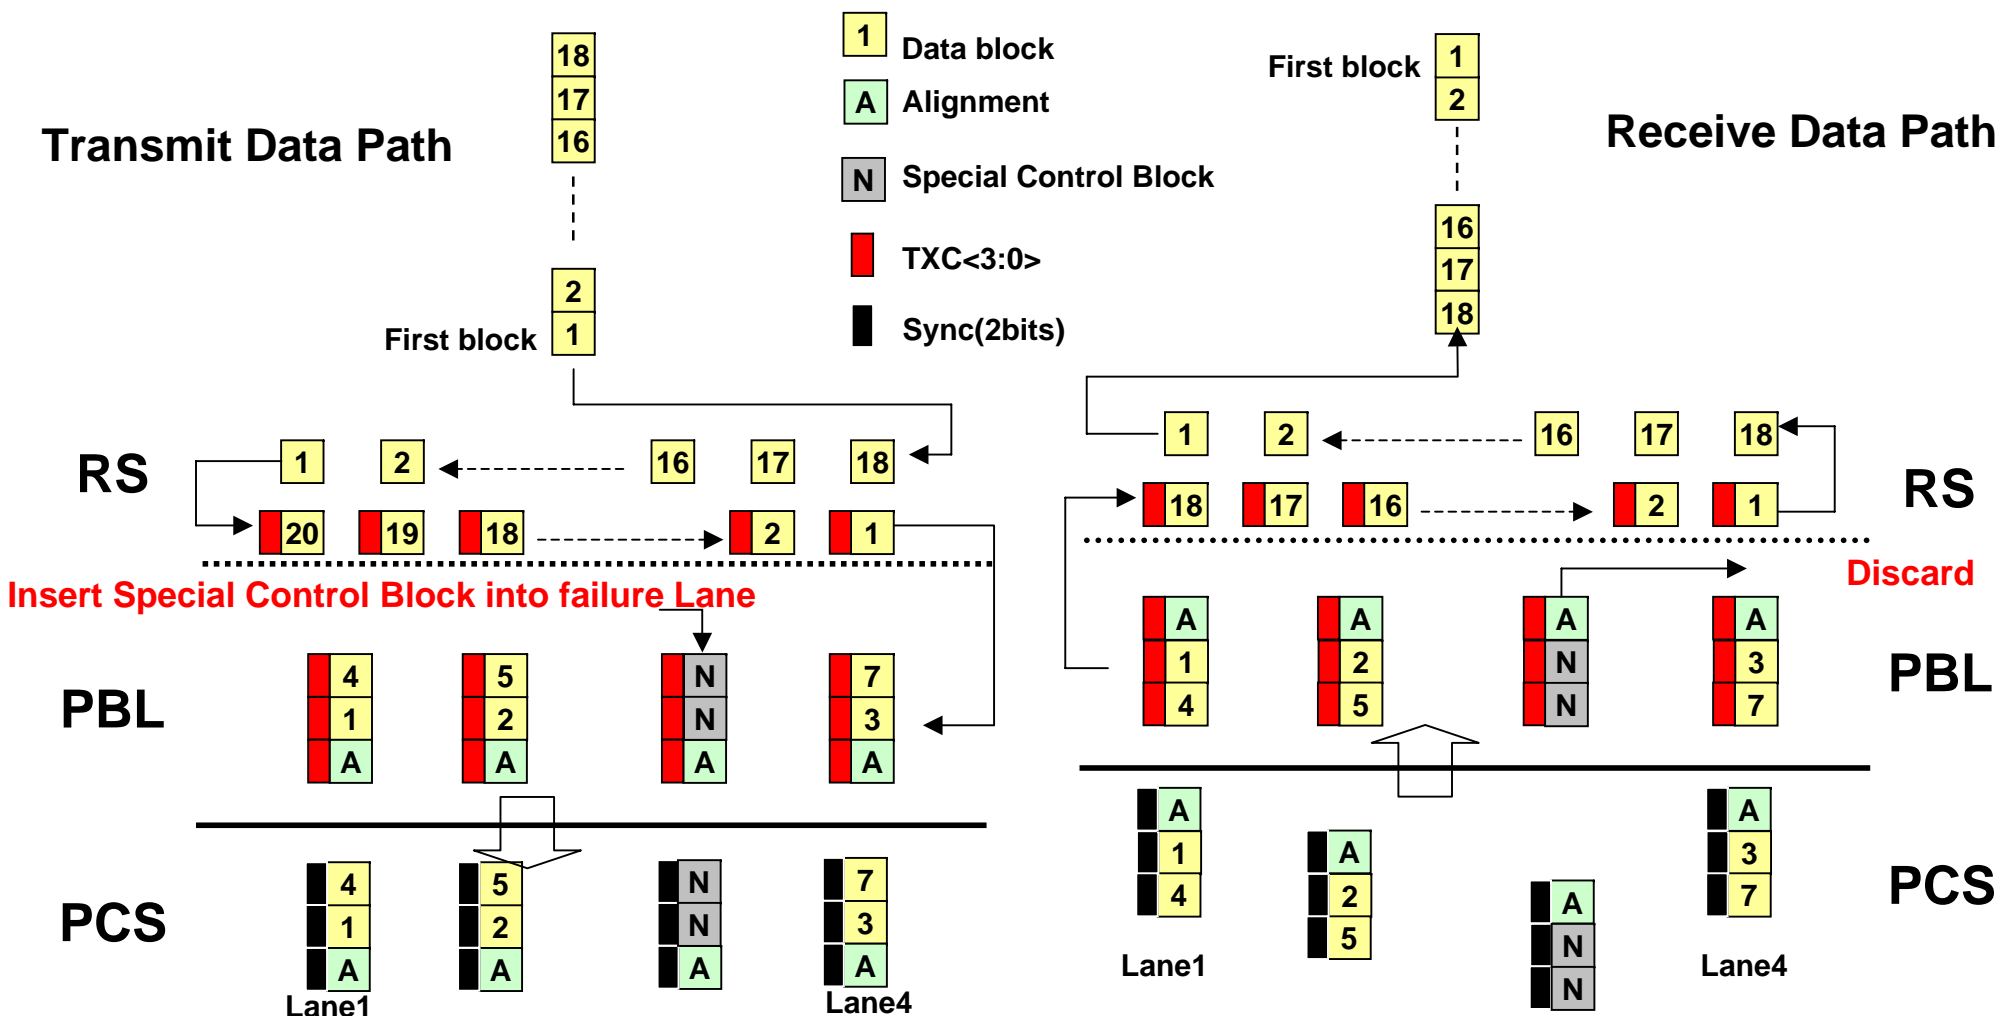 Transmit Data Path
18
17
16
2
First block 1
1 Data block
A Alignment
N Special Control Block
TXC<3:0>
Sync(2bits)
Receive Data Path
First block 1
2
16
17
18
RS
1 2 16 17 18
20 19 18 2 1
Insert Special Control Block into failure Lane
PBL
4 5 N 7
1 2 N 3
A A A A
PCS
4 5 N 7
1 2 N 3
A A A A
Lane1 Lane4
RS
1 2 16 17 18
18 17 16 2 1
Discard
PBL
A A A A
1 2 N 3
4 5 N 7
PCS
A A A A
1 2 N 3
4 5 N 7
Lane1 Lane4